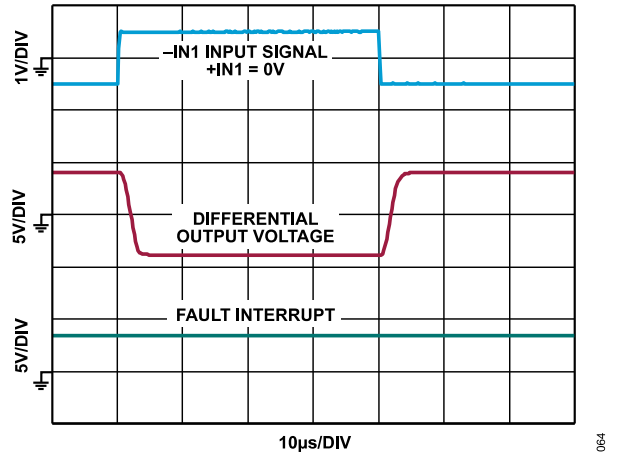 1V/DIV
–IN1 INPUT SIGNAL
+IN1 = 0V
5V/DIV
DIFFERENTIAL
OUTPUT VOLTAGE
5V/DIV
FAULT INTERRUPT
10µs/DIV
064